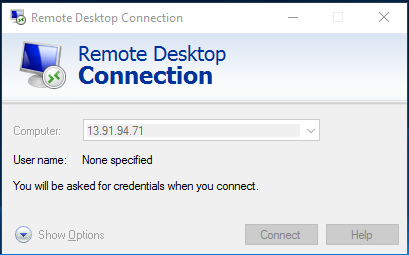 Remote Desktop Connection
Remote Desktop
Connection
Computer: 13.91.94.71
User name: None specified
You will be asked for credentials when you connect.
Show Options Connect Help